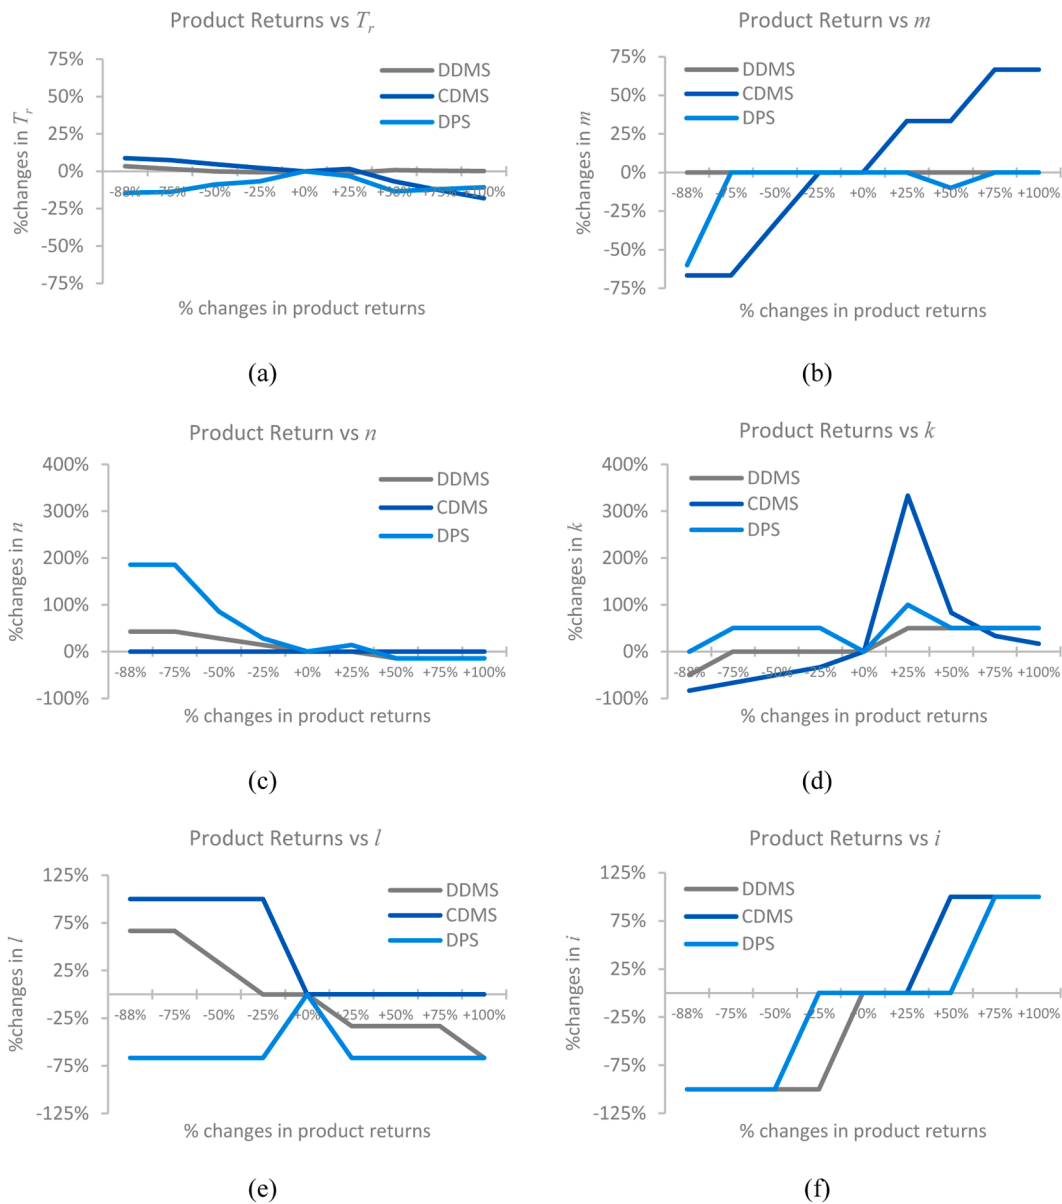 Product Returns vs T_r
75%
50%
25%
0%
-25%
-50%
-75%
%changes in T_r
DDMS
CDMS
DPS
-88% -75% -50% -25% +0% +25% +50% +75% +100%
% changes in product returns
(a)
Product Return vs m
75%
50%
25%
0%
-25%
-50%
-75%
%changes in m
DDMS
CDMS
DPS
-88% -75% -50% -25% +0% +25% +50% +75% +100%
% changes in product returns
(b)
Product Return vs n
400%
300%
200%
100%
0%
-100%
%changes in n
DDMS
CDMS
DPS
-88% -75% -50% -25% +0% +25% +50% +75% +100%
% changes in product returns
(c)
Product Returns vs k
400%
300%
200%
100%
0%
-100%
%changes in k
DDMS
CDMS
DPS
-88% -75% -50% -25% +0% +25% +50% +75% +100%
% changes in product returns
(d)
Product Returns vs l
125%
75%
25%
-25%
-75%
-125%
%changes in l
DDMS
CDMS
DPS
-88% -75% -50% -25% +0% +25% +50% +75% +100%
% changes in product returns
(e)
Product Returns vs i
125%
75%
25%
-25%
-75%
-125%
%changes in i
DDMS
CDMS
DPS
-88% -75% -50% -25% +0% +25% +50% +75% +100%
% changes in product returns
(f)